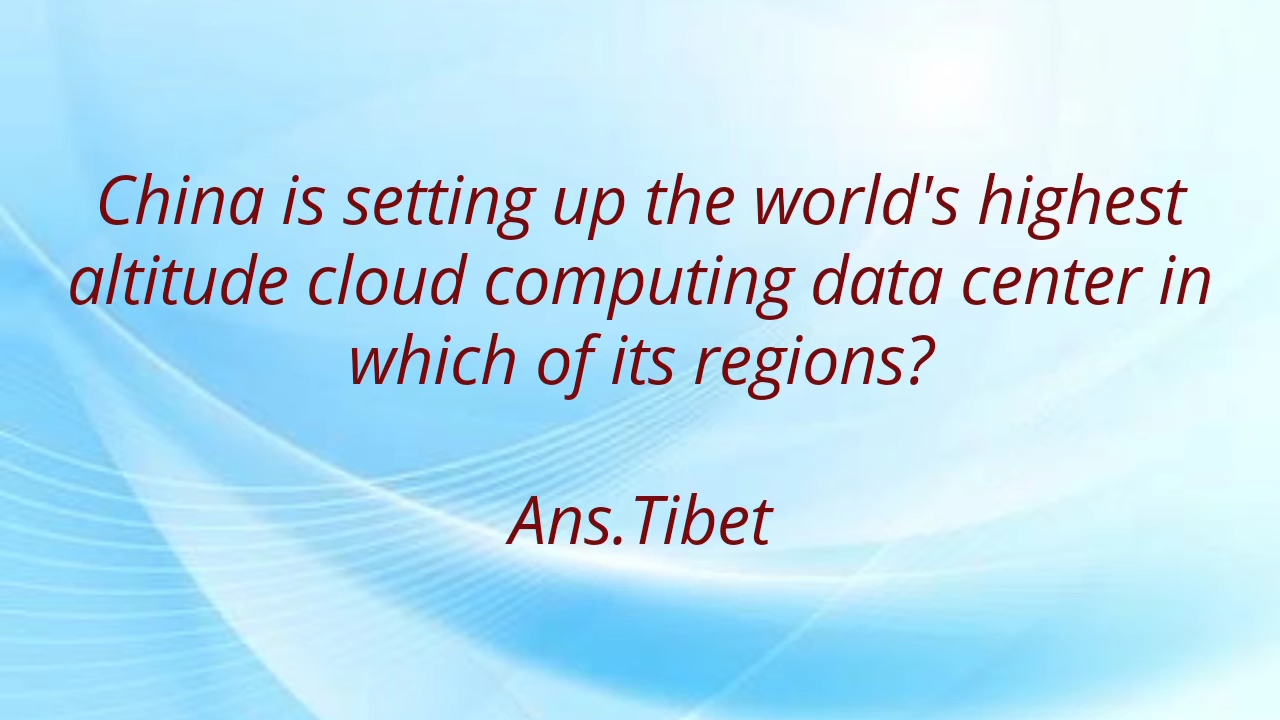 China is setting up the world's highest
altitude cloud computing data center in
which of its regions?
Ans.Tibet